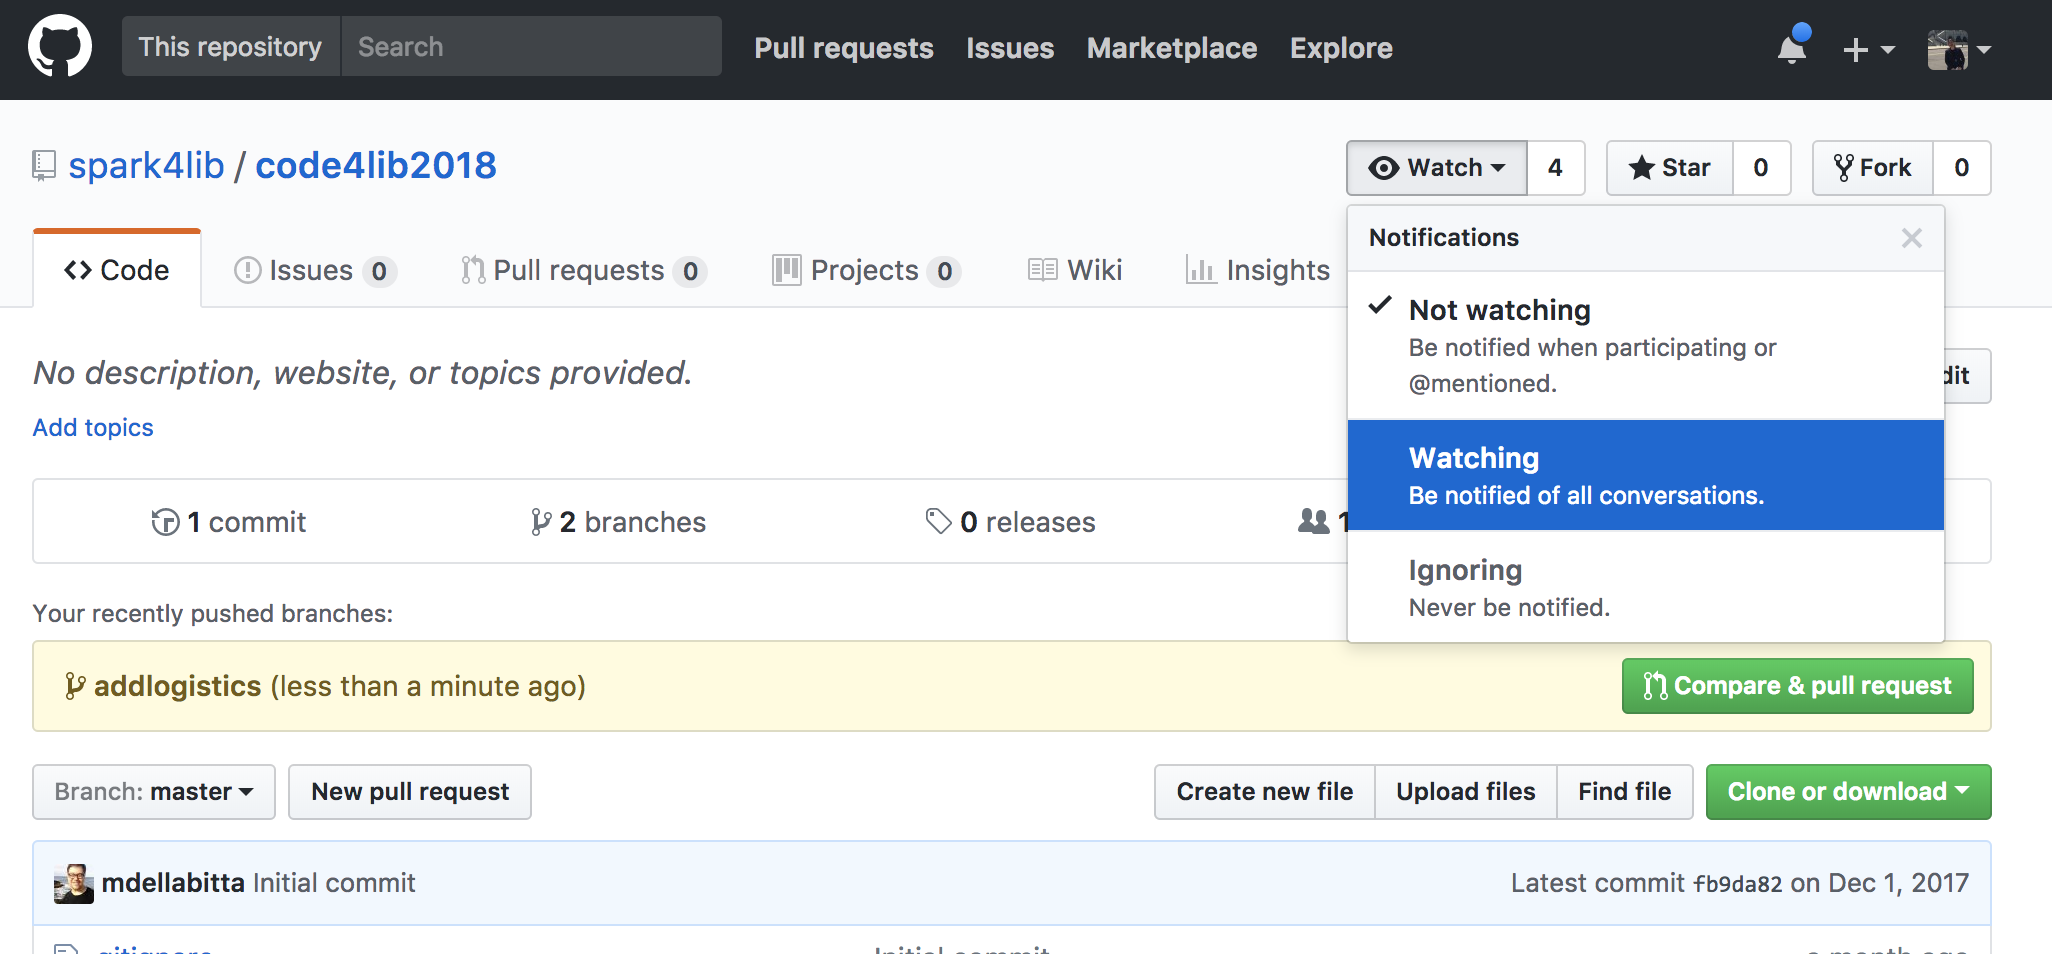 This repository Search Pull requests Issues Marketplace Explore
spark4lib / code4lib2018
Watch 4 Star 0 Fork 0
Code Issues 0 Pull requests 0 Projects 0 Wiki Insights
Notifications
Not watching
Be notified when participating or
@mentioned.
Watching
Be notified of all conversations.
Ignoring
Never be notified.
No description, website, or topics provided.
dit
Add topics
1 commit 2 branches 0 releases 1
Your recently pushed branches:
addlogistics (less than a minute ago) Compare & pull request
Branch: master New pull request Create new file Upload files Find file Clone or download
mdellabitta Initial commit Latest commit fb9da82 on Dec 1, 2017
.gitignore Initial commit a month ago